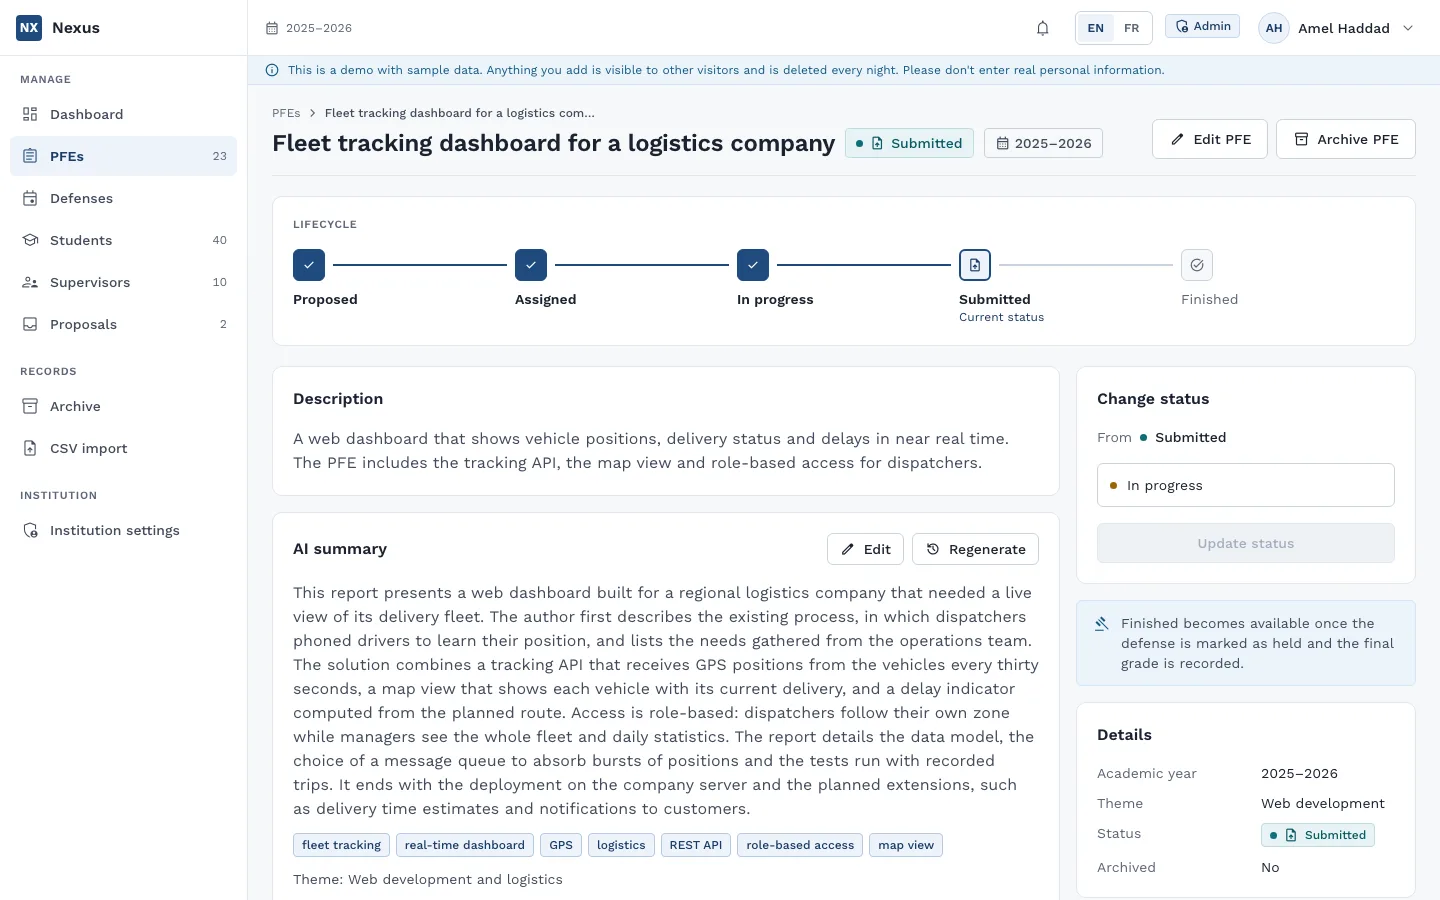 NX Nexus
MANAGE
Dashboard
PFEs 23
Defenses
Students 40
Supervisors 10
Proposals 2
RECORDS
Archive
CSV import
INSTITUTION
Institution settings
2025–2026
EN FR
Admin
AH Amel Haddad
This is a demo with sample data. Anything you add is visible to other visitors and is deleted every night. Please don't enter real personal information.
PFEs > Fleet tracking dashboard for a logistics com...
Fleet tracking dashboard for a logistics company
Submitted
2025–2026
Edit PFE
Archive PFE
LIFECYCLE
Proposed
Assigned
In progress
Submitted
Current status
Finished
Description
A web dashboard that shows vehicle positions, delivery status and delays in near real time.
The PFE includes the tracking API, the map view and role-based access for dispatchers.
AI summary
Edit
Regenerate
This report presents a web dashboard built for a regional logistics company that needed a live
view of its delivery fleet. The author first describes the existing process, in which dispatchers
phoned drivers to learn their position, and lists the needs gathered from the operations team.
The solution combines a tracking API that receives GPS positions from the vehicles every thirty
seconds, a map view that shows each vehicle with its current delivery, and a delay indicator
computed from the planned route. Access is role-based: dispatchers follow their own zone
while managers see the whole fleet and daily statistics. The report details the data model, the
choice of a message queue to absorb bursts of positions and the tests run with recorded
trips. It ends with the deployment on the company server and the planned extensions, such
as delivery time estimates and notifications to customers.
fleet tracking
real-time dashboard
GPS
logistics
REST API
role-based access
map view
Theme: Web development and logistics
Change status
From Submitted
In progress
Update status
Finished becomes available once the
defense is marked as held and the final
grade is recorded.
Details
Academic year 2025–2026
Theme Web development
Status Submitted
Archived No